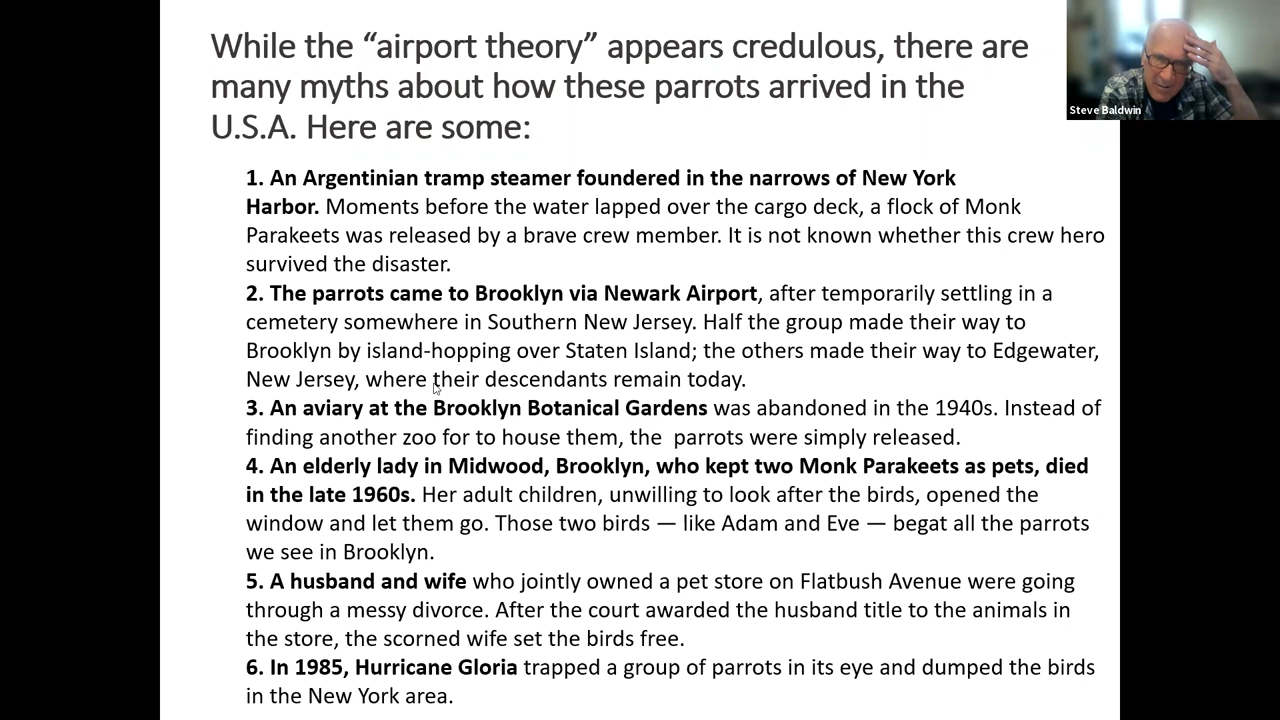 While the “airport theory” appears credulous, there are
many myths about how these parrots arrived in the
U.S.A. Here are some:
Steve Baldwin
1. An Argentinian tramp steamer foundered in the narrows of New York
Harbor. Moments before the water lapped over the cargo deck, a flock of Monk
Parakeets was released by a brave crew member. It is not known whether this crew hero
survived the disaster.
2. The parrots came to Brooklyn via Newark Airport, after temporarily settling in a
cemetery somewhere in Southern New Jersey. Half the group made their way to
Brooklyn by island-hopping over Staten Island; the others made their way to Edgewater,
New Jersey, where their descendants remain today.
3. An aviary at the Brooklyn Botanical Gardens was abandoned in the 1940s. Instead of
finding another zoo for to house them, the  parrots were simply released.
4. An elderly lady in Midwood, Brooklyn, who kept two Monk Parakeets as pets, died
in the late 1960s. Her adult children, unwilling to look after the birds, opened the
window and let them go. Those two birds — like Adam and Eve — begat all the parrots
we see in Brooklyn.
5. A husband and wife who jointly owned a pet store on Flatbush Avenue were going
through a messy divorce. After the court awarded the husband title to the animals in
the store, the scorned wife set the birds free.
6. In 1985, Hurricane Gloria trapped a group of parrots in its eye and dumped the birds
in the New York area.